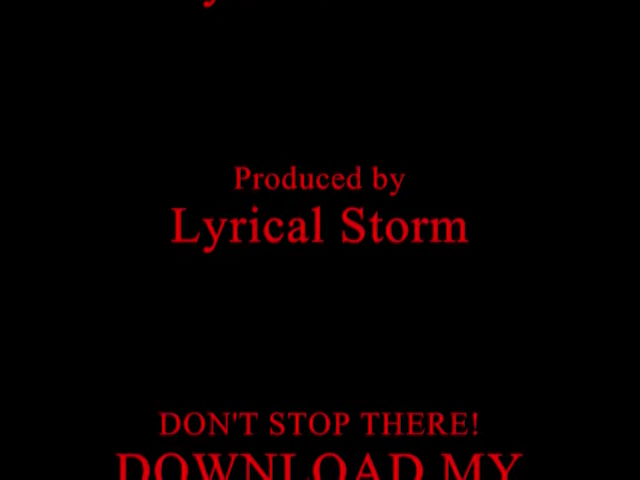 Produced by
Lyrical Storm
DON'T STOP THERE!
DOWNLOAD MY